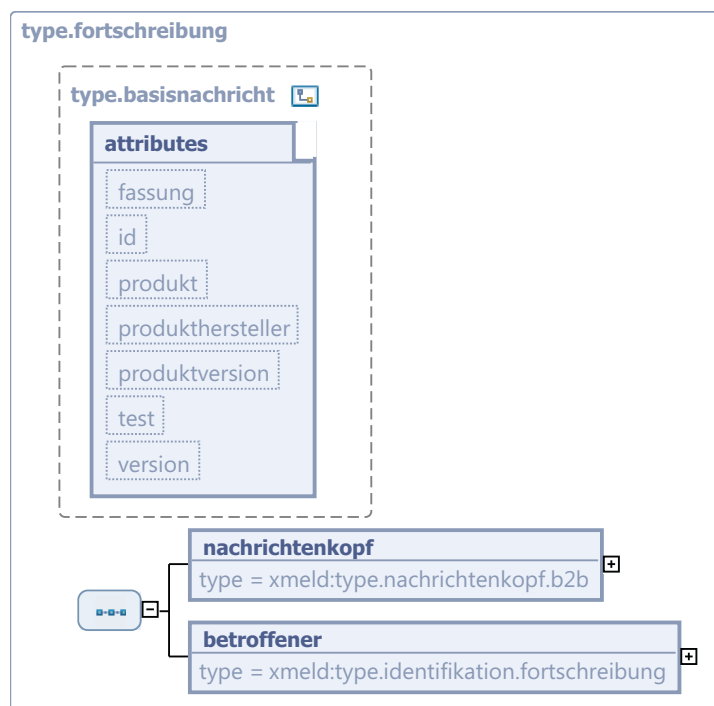 type.fortschreibung
type.basisnachricht
attributes
fassung
id
produkt
produkthersteller
produktversion
test
version
nachrichtenkopf
type = xmeld:type.nachrichtenkopf.b2b
betroffener
type = xmeld:type.identifikation.fortschreibung